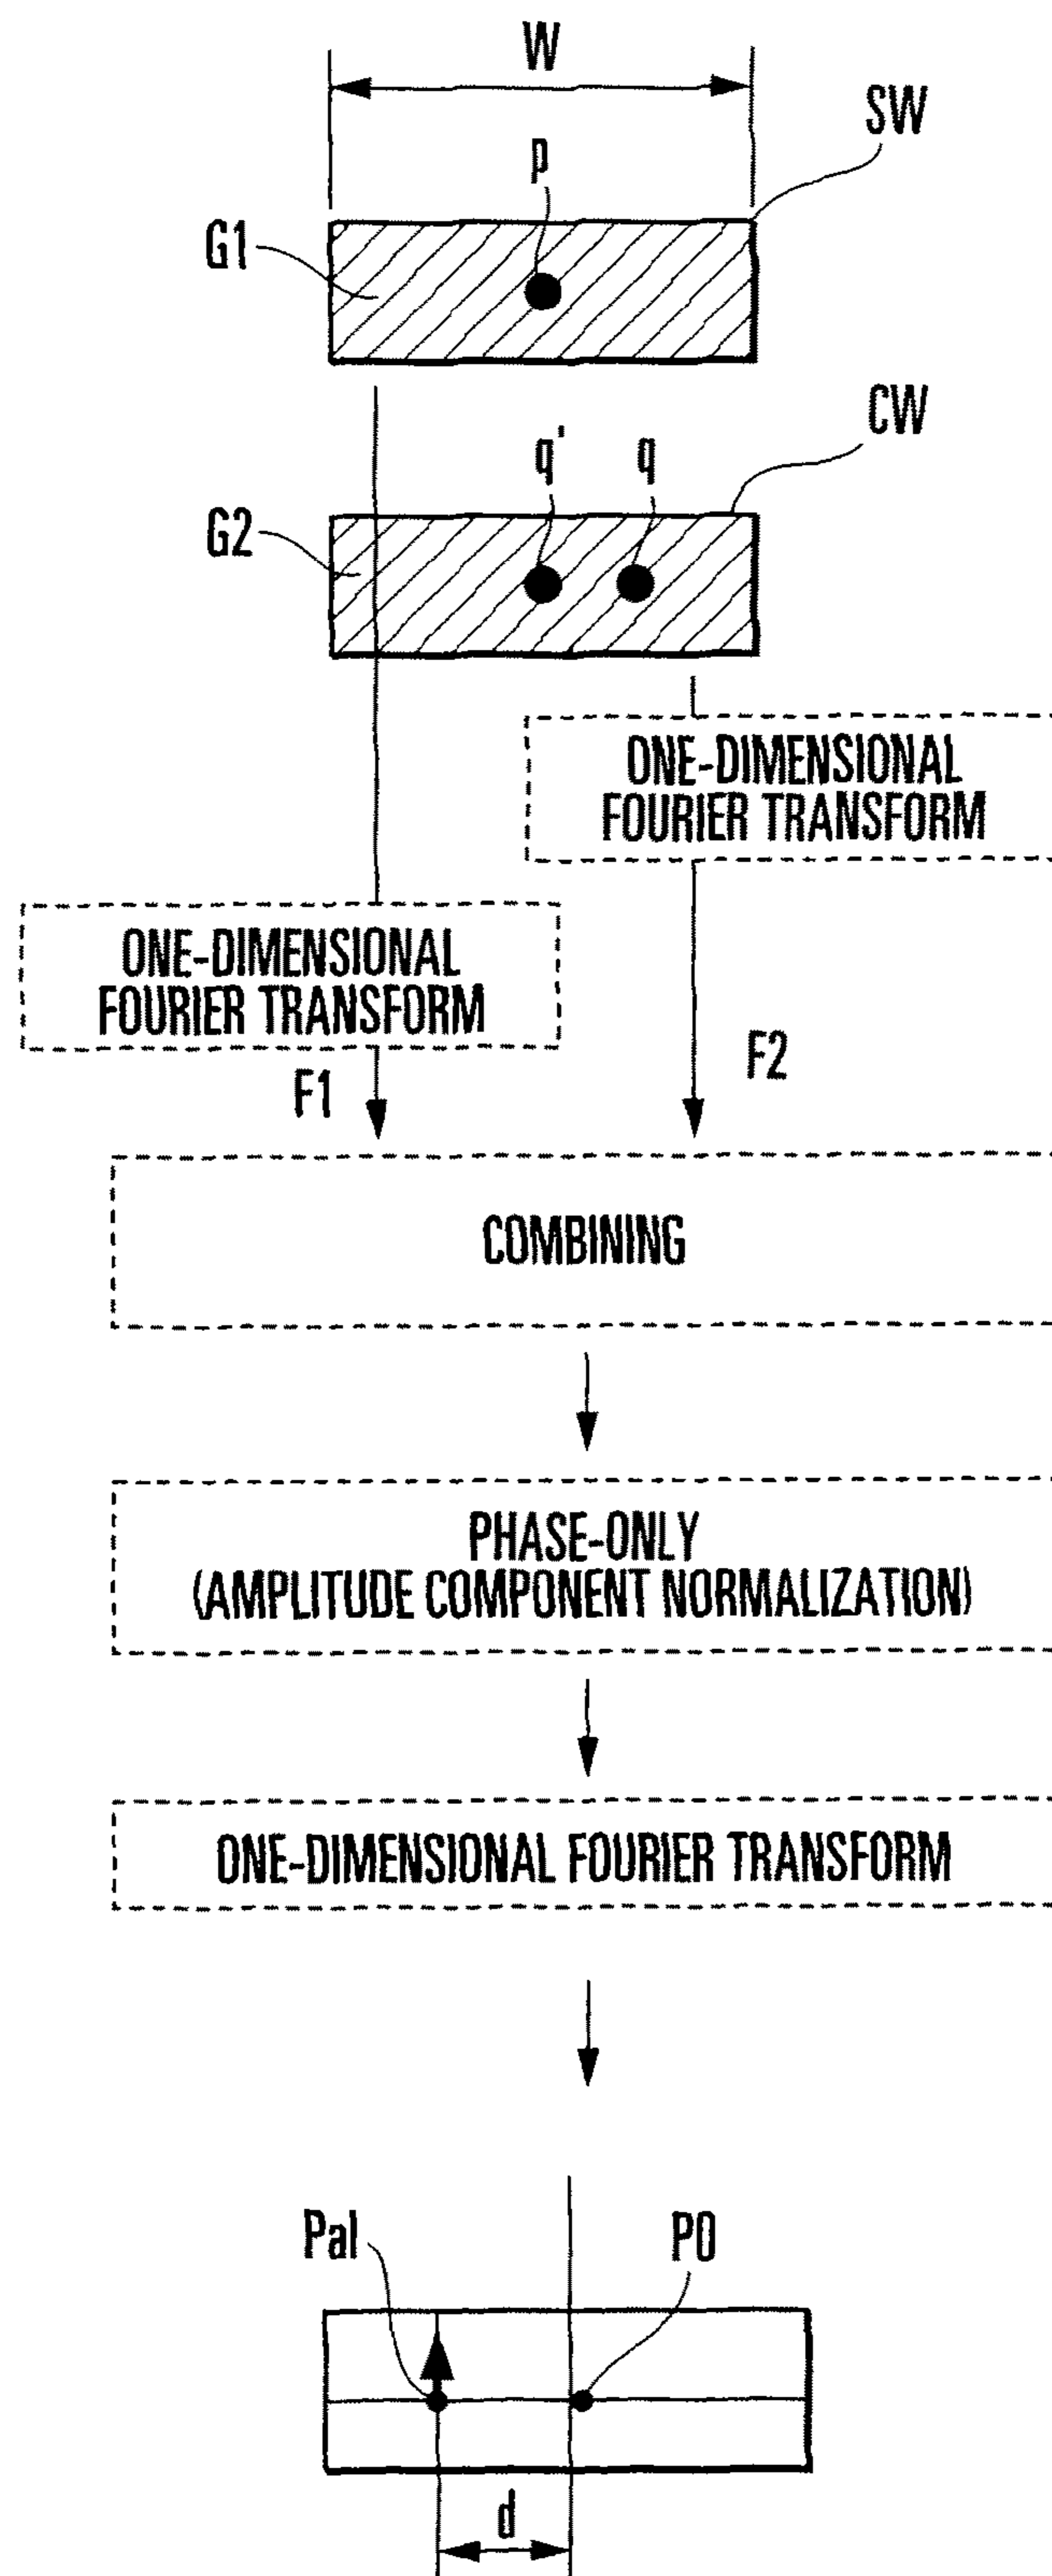 W
SW
p
G1
CW
q' q
G2
ONE-DIMENSIONAL
FOURIER TRANSFORM
ONE-DIMENSIONAL
FOURIER TRANSFORM
F2
F1
COMBINING
PHASE-ONLY
(AMPLITUDE COMPONENT NORMALIZATION)
ONE-DIMENSIONAL FOURIER TRANSFORM
Pa1 P0
d